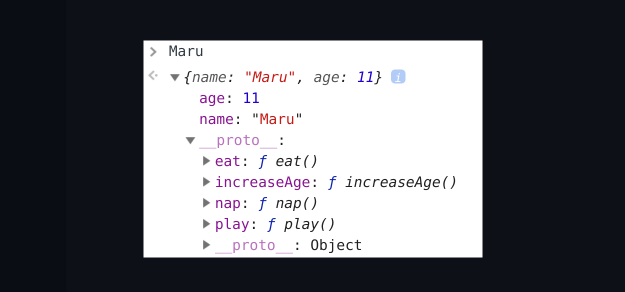 Maru
{name: "Maru", age: 11} i
age: 11
name: "Maru"
__proto__:
eat: ƒ eat()
increaseAge: ƒ increaseAge()
nap: ƒ nap()
play: ƒ play()
__proto__: Object